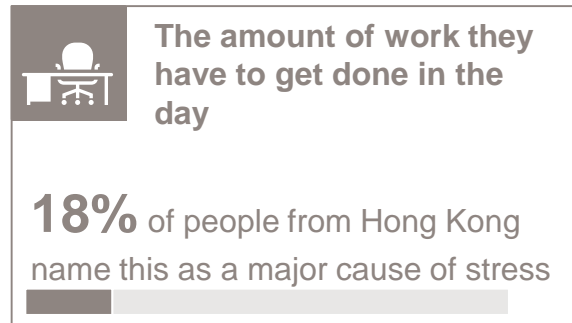 The amount of work they
have to get done in the
day
18% of people from Hong Kong
name this as a major cause of stress